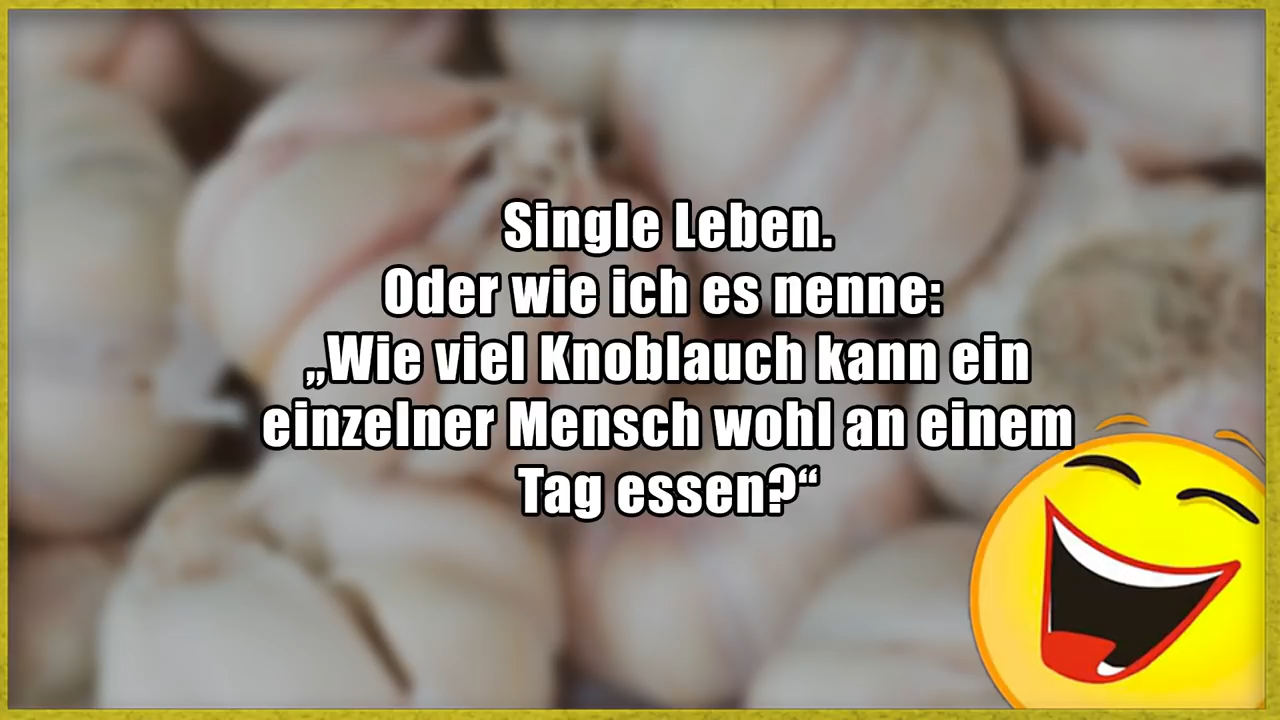 Single Leben.
Oder wie ich es nenne:
„Wie viel Knoblauch kann ein
einzelner Mensch wohl an einem
Tag essen?“